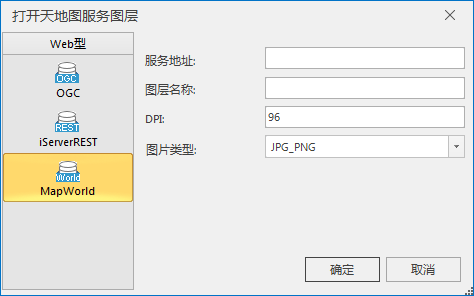 打开天地图服务图层
Web型
OGC
OGC
REST
iServerREST
World
MapWorld
服务地址:
图层名称:
DPI: 96
图片类型: JPG_PNG
确定 取消